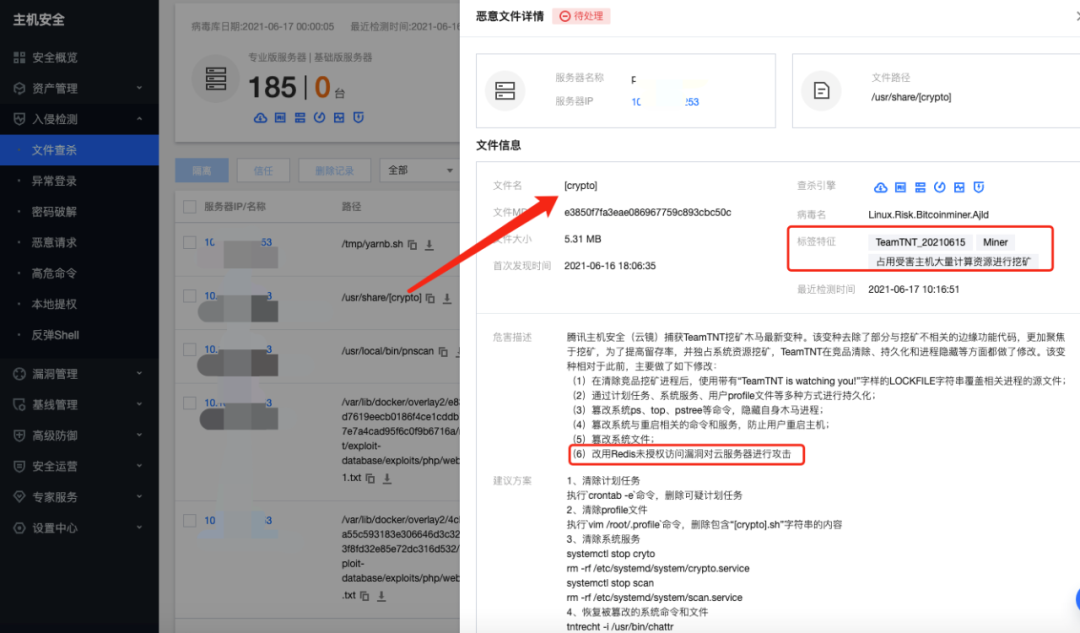 主机安全
安全概览
资产管理
入侵检测
文件查杀
异常登录
密码破解
恶意请求
高危命令
本地提权
反弹Shell
漏洞管理
基线管理
高级防御
安全运营
专家服务
设置中心
病毒库日期:2021-06-17 00:00:05 最近检测时间:2021-06-16
专业版服务器 | 基础版服务器
185 | 0 台
隔离 信任 删除记录 全部
服务器IP/名称 路径
10 53 /tmp/yarnb.sh
10. /usr/share/[crypto]
10. /usr/local/bin/pnscan
10. /var/lib/docker/overlay2/e8
d7619eecb0186f4ce1cddb
7e7a4cad95f6c0f9b6716a/
t/exploit-
database/exploits/php/web
1.txt
10 3 /var/lib/docker/overlay2/4c
a55c593183e306646d3c32
3f8fd32e85e72dc316d532/
ploit-
database/exploits/php/web
.txt
恶意文件详情 待处理
服务器名称
服务器IP 10 53
文件路径
/usr/share/[crypto]
文件信息
文件名 [crypto]
文件MD e3850f7fa3eae086967759c893cbc50c
文件大小 5.31 MB
首次发现时间 2021-06-16 18:06:35
查杀引擎
病毒名 Linux.Risk.Bitcoinminer.Ajld
标签特征 TeamTNT_20210615 Miner
占用受害主机大量计算资源进行挖矿
最近检测时间 2021-06-17 10:16:51
危害描述 腾讯主机安全（云镜）捕获TeamTNT挖矿木马最新变种。该变种去除了部分与挖矿不相关的边缘功能代码，更加聚焦
于挖矿，为了提高留存率，并独占系统资源挖矿，TeamTNT在竞品清除、持久化和进程隐藏等方面都做了修改。该变
种相对于此前，主要做了如下修改：
（1）在清除竞品挖矿进程后，使用带有“TeamTNT is watching you!”字样的LOCKFILE字符串覆盖相关进程的源文件；
（2）通过计划任务、系统服务、用户profile文件等多种方式进行持久化；
（3）篡改系统ps、top、pstree等命令，隐藏自身木马进程；
（4）篡改系统与重启相关的命令和服务，防止用户重启主机；
（5）篡改系统文件；
（6）改用Redis未授权访问漏洞对云服务器进行攻击
建议方案 1、清除计划任务
执行`crontab -e`命令，删除可疑计划任务
2、清除profile文件
执行`vim /root/.profile`命令，删除包含“[crypto].sh”字符串的内容
3、清除系统服务
systemctl stop cryto
rm -rf /etc/systemd/system/crypto.service
systemctl stop scan
rm -rf /etc/systemd/system/scan.service
4、恢复被篡改的系统命令和文件
tntrecht -i /usr/bin/chattr